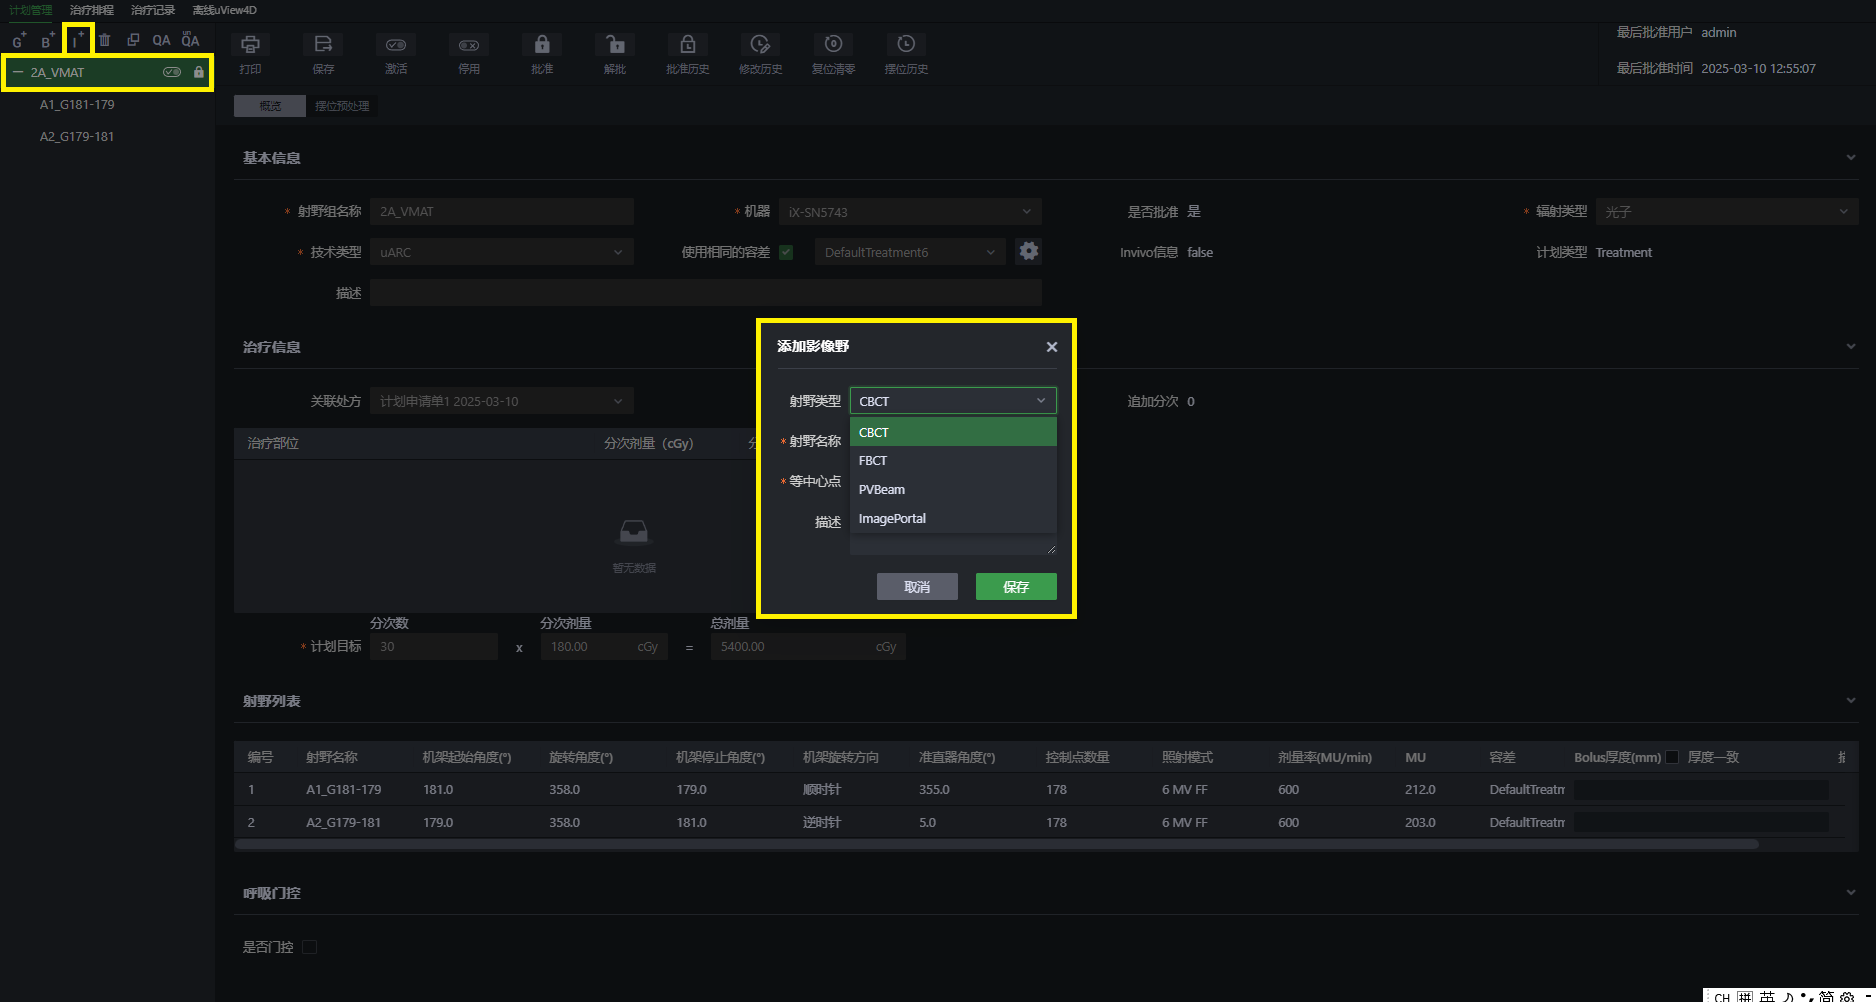 计划管理 治疗排程 治疗记录 离线uView4D
G+ B+ I+ QA unQA
2A_VMAT
A1_G181-179
A2_G179-181
打印 保存 激活 停用 批准 解批 批准历史 修改历史 复位清零 摆位历史
最后批准用户 admin
最后批准时间 2025-03-10 12:55:07
概览 摆位预处理
基本信息
* 射野组名称 2A_VMAT * 机器 iX-SN5743 是否批准 是 * 辐射类型 光子
* 技术类型 uARC 使用相同的容差 DefaultTreatment6 Invivo信息 false 计划类型 Treatment
描述
治疗信息
关联处方 计划申请单1 2025-03-10 追加分次 0
治疗部位 分次剂量（cGy）
暂无数据
添加影像野
射野类型 CBCT
* 射野名称
* 等中心点
描述
CBCT
FBCT
PVBeam
ImagePortal
取消 保存
分次数 分次剂量 总剂量
* 计划目标 30 x 180.00 cGy = 5400.00 cGy
射野列表
编号 射野名称 机架起始角度(°) 旋转角度(°) 机架停止角度(°) 机架旋转方向 准直器角度(°) 控制点数量 照射模式 剂量率(MU/min) MU 容差 Bolus厚度(mm) 厚度一致
1 A1_G181-179 181.0 358.0 179.0 顺时针 355.0 178 6 MV FF 600 212.0 DefaultTreatm
2 A2_G179-181 179.0 358.0 181.0 逆时针 5.0 178 6 MV FF 600 203.0 DefaultTreatm
呼吸门控
是否门控
CH 拼 英 简